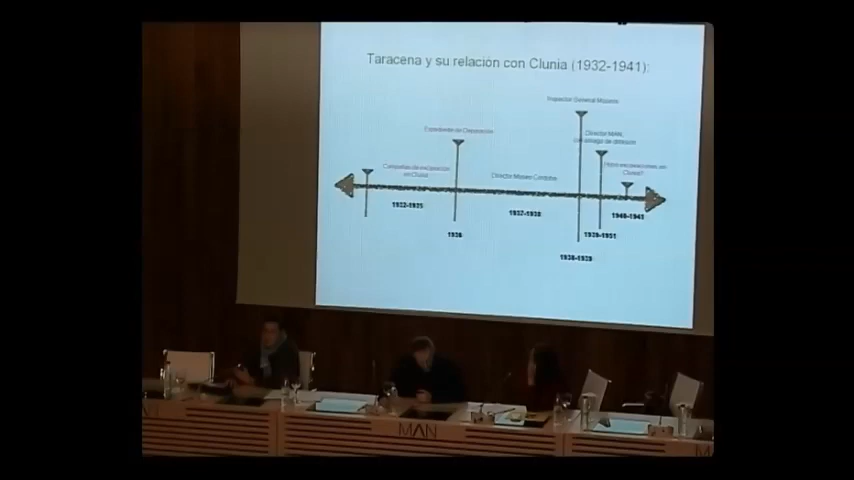 Taracena y su relación con Clunia (1932-1941):
Inspector General Museos
Expediente de Depuración
Director MAN,
Campañas de excavación
en Clunia
Director Museo Córdoba
¿Hizo excavaciones en
Clunia?
1932-1935
1937-1938
1940-1941
1936
1939-1951
1938-1939
MAN